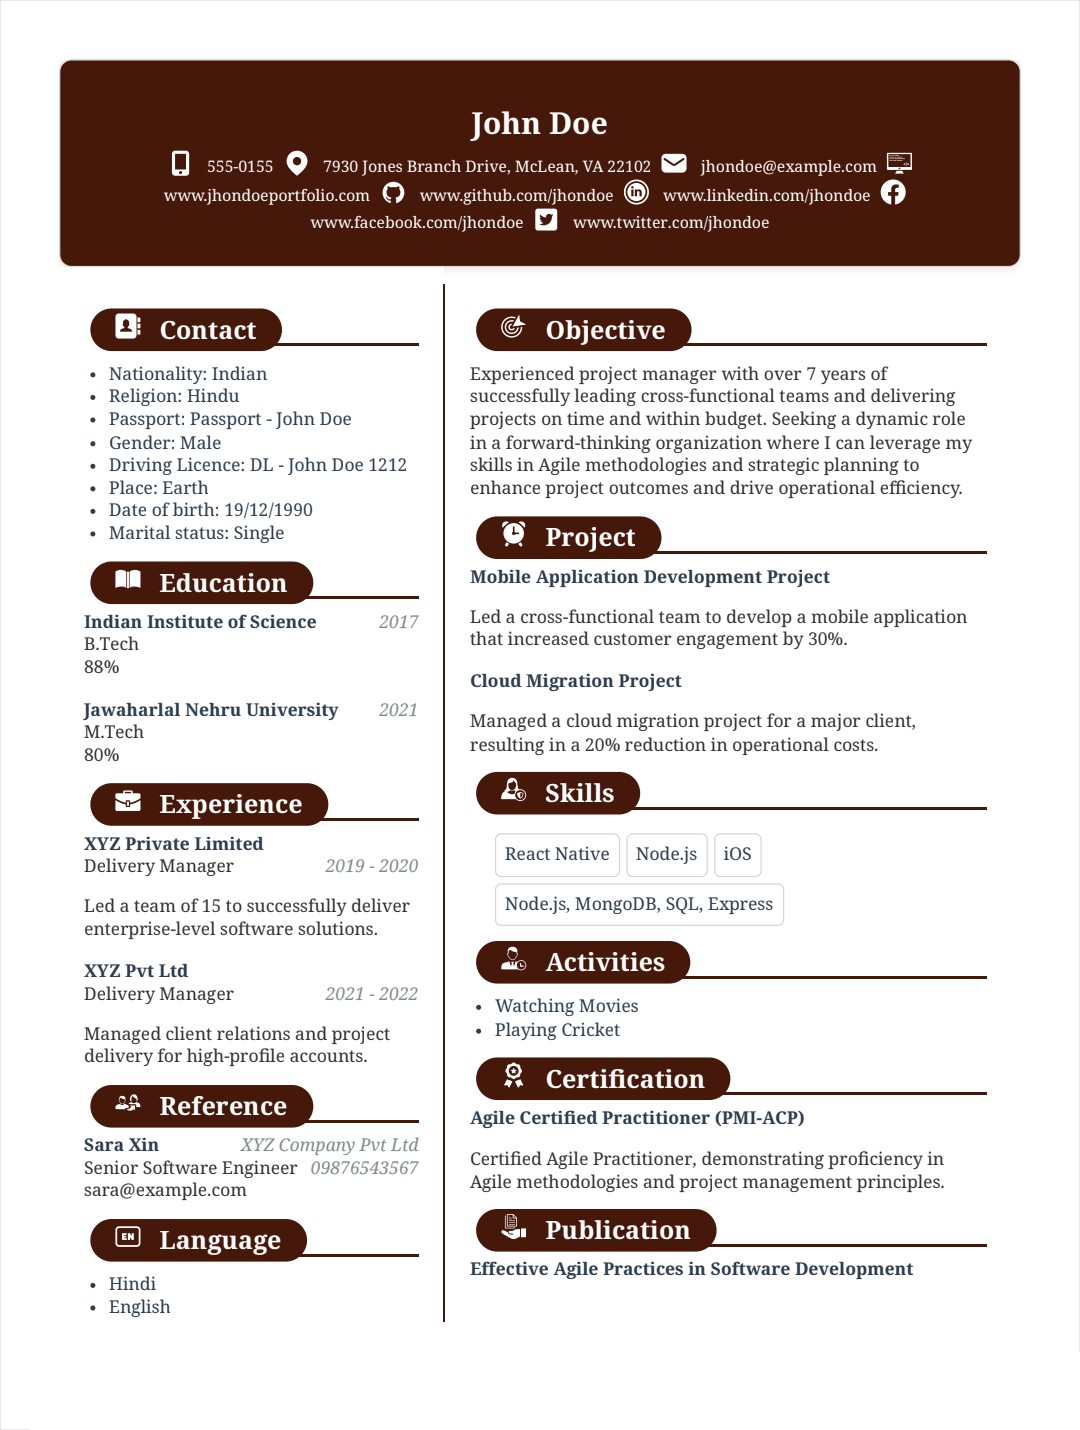 John Doe
555-0155 7930 Jones Branch Drive, McLean, VA 22102 jhondoe@example.com
www.jhondoeportfolio.com www.github.com/jhondoe www.linkedin.com/jhondoe
www.facebook.com/jhondoe www.twitter.com/jhondoe
Contact
• Nationality: Indian
• Religion: Hindu
• Passport: Passport - John Doe
• Gender: Male
• Driving Licence: DL - John Doe 1212
• Place: Earth
• Date of birth: 19/12/1990
• Marital status: Single
Education
Indian Institute of Science 2017
B.Tech
88%
Jawaharlal Nehru University 2021
M.Tech
80%
Experience
XYZ Private Limited
Delivery Manager 2019 - 2020
Led a team of 15 to successfully deliver
enterprise-level software solutions.
XYZ Pvt Ltd
Delivery Manager 2021 - 2022
Managed client relations and project
delivery for high-profile accounts.
Reference
Sara Xin XYZ Company Pvt Ltd
Senior Software Engineer 09876543567
sara@example.com
EN Language
• Hindi
• English
Objective
Experienced project manager with over 7 years of
successfully leading cross-functional teams and delivering
projects on time and within budget. Seeking a dynamic role
in a forward-thinking organization where I can leverage my
skills in Agile methodologies and strategic planning to
enhance project outcomes and drive operational efficiency.
Project
Mobile Application Development Project
Led a cross-functional team to develop a mobile application
that increased customer engagement by 30%.
Cloud Migration Project
Managed a cloud migration project for a major client,
resulting in a 20% reduction in operational costs.
Skills
React Native Node.js iOS
Node.js, MongoDB, SQL, Express
Activities
• Watching Movies
• Playing Cricket
Certification
Agile Certified Practitioner (PMI-ACP)
Certified Agile Practitioner, demonstrating proficiency in
Agile methodologies and project management principles.
Publication
Effective Agile Practices in Software Development